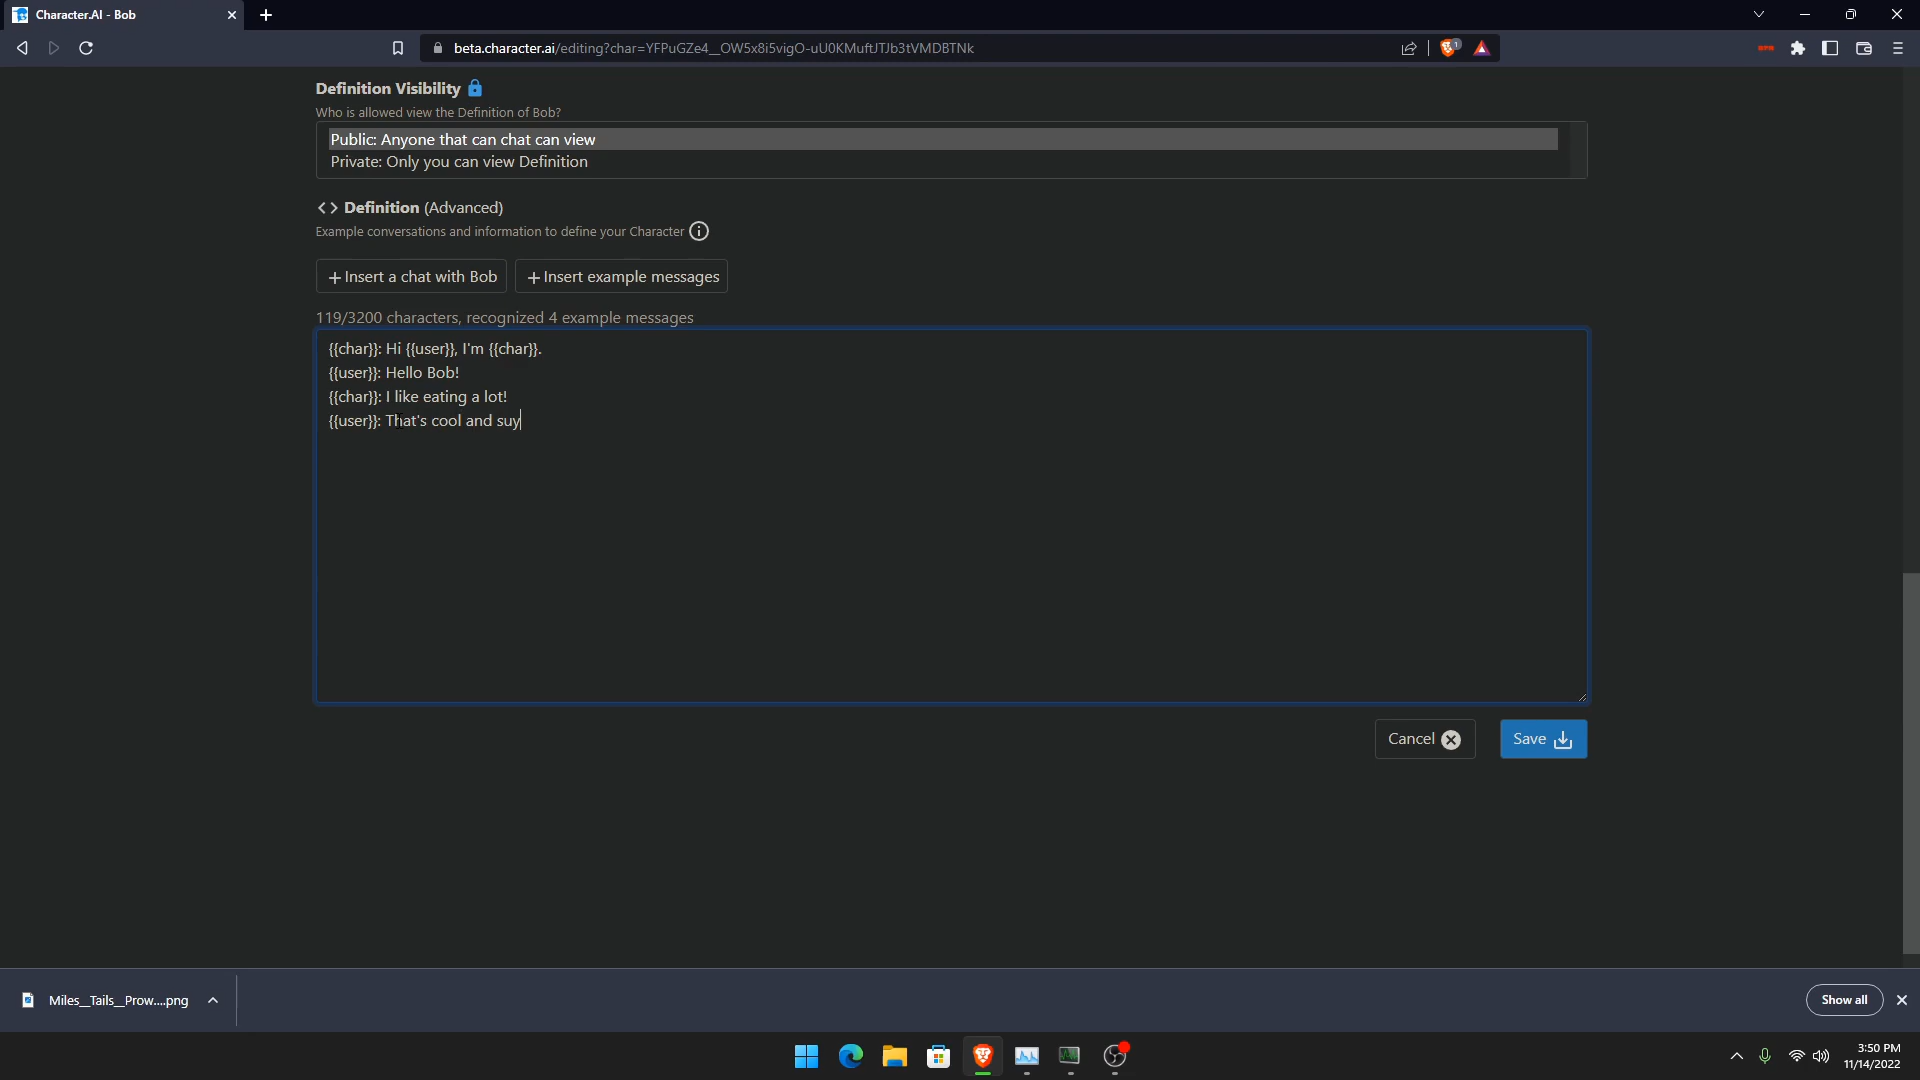 Character.AI - Bob
beta.character.ai/editing?char=YFPuGZe4__OW5x8i5vigO-uU0KMuftJTJb3tVMDBTNk
1
Definition Visibility
Who is allowed view the Definition of Bob?
Public: Anyone that can chat can view
Private: Only you can view Definition
Definition (Advanced)
Example conversations and information to define your Character
Insert a chat with Bob
Insert example messages
119/3200 characters, recognized 4 example messages
{{char}}: Hi {{user}}, I'm {{char}}.
{{user}}: Hello Bob!
{{char}}: I like eating a lot!
{{user}}: That's cool and suy
Cancel
Save
Miles__Tails__Prow....png
Show all
3:50 PM
11/14/2022